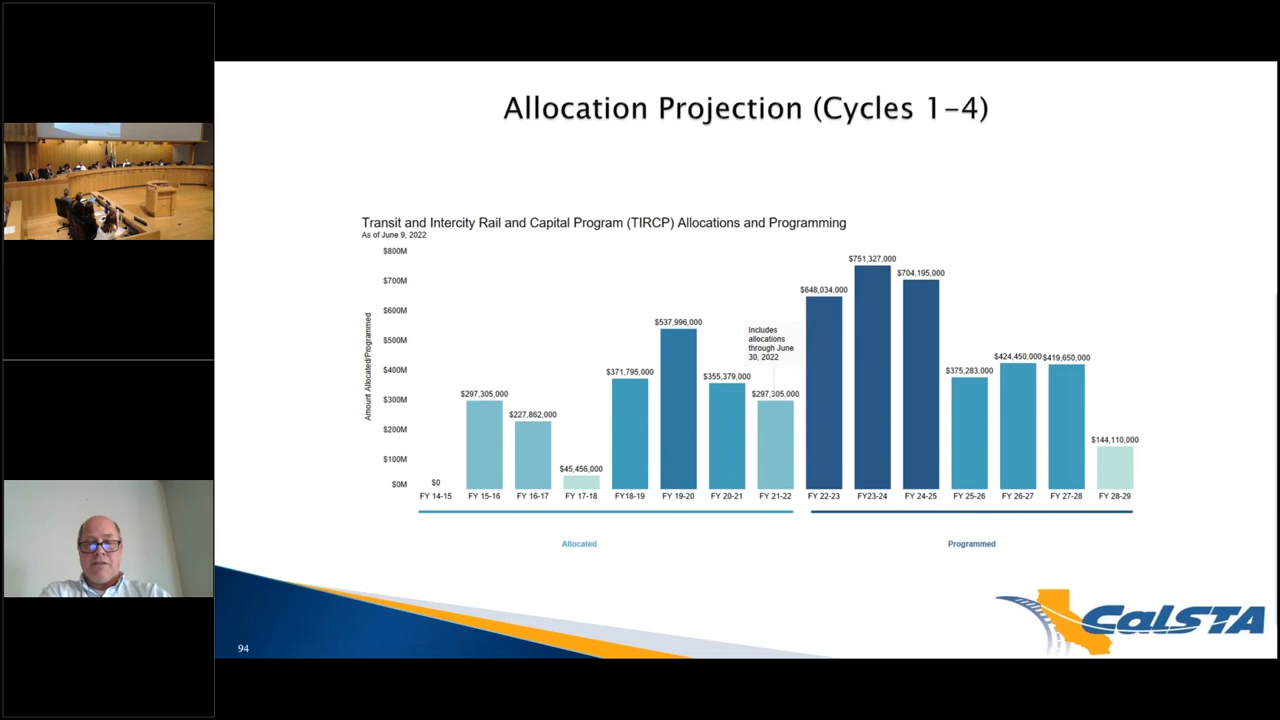 Allocation Projection (Cycles 1-4)
Transit and Intercity Rail and Capital Program (TIRCP) Allocations and Programming
As of June 9, 2022
Amount Allocated/Programmed
$800M
$700M
$600M
$500M
$400M
$300M
$200M
$100M
$0M
$0
$297,305,000
$227,862,000
$45,456,000
$371,795,000
$537,996,000
$355,379,000
Includes
allocations
through June
30, 2022
$297,305,000
$648,034,000
$751,327,000
$704,195,000
$375,283,000
$424,450,000
$419,650,000
$144,110,000
FY 14-15 FY 15-16 FY 16-17 FY 17-18 FY18-19 FY 19-20 FY 20-21 FY 21-22 FY 22-23 FY23-24 FY 24-25 FY 25-26 FY 26-27 FY 27-28 FY 28-29
Allocated Programmed
CalSTA
94